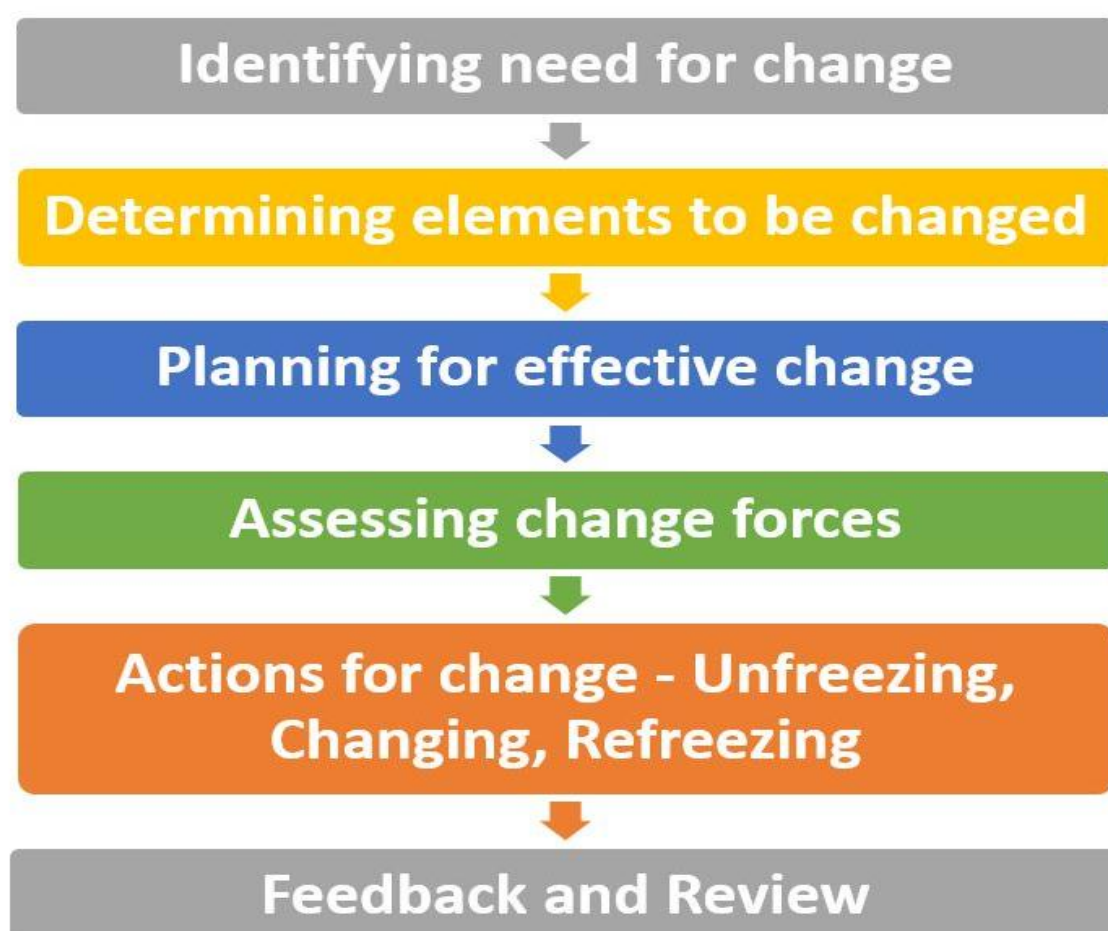 Identifying need for change
Determining elements to be changed
Planning for effective change
Assessing change forces
Actions for change - Unfreezing,
Changing, Refreezing
Feedback and Review